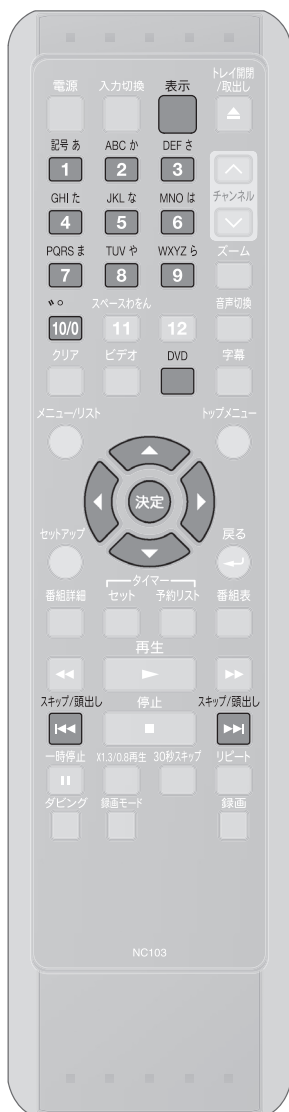 電源 入力切換 表示 トレイ開閉/取出し
記号 あ ABC か DEF さ
1 2 3
GHI た JKL な MNO は チャンネル
4 5 6
PQRS ま TUV や WXYZ ら ズーム
7 8 9
゛゜ スペースわをん 音声切換
10/0 11 12
クリア ビデオ DVD 字幕
メニュー/リスト トップメニュー
決定
セットアップ 戻る
タイマー
番組詳細 セット 予約リスト 番組表
再生
スキップ/頭出し 停止 スキップ/頭出し
一時停止 X1.3/0.8再生 30秒スキップ リピート
ダビング 録画モード 録画
NC103